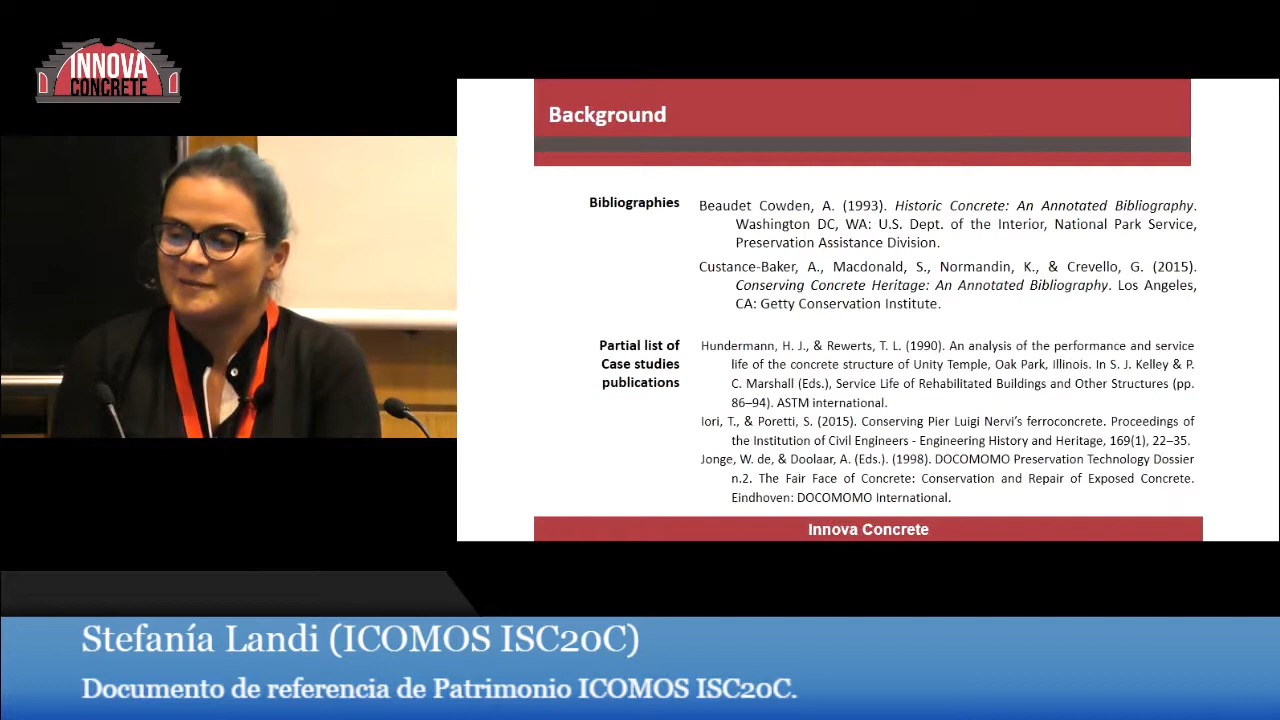 INNOVA
CONCRETE
Background
Bibliographies
Beaudet Cowden, A. (1993). Historic Concrete: An Annotated Bibliography.
Washington DC, WA: U.S. Dept. of the Interior, National Park Service,
Preservation Assistance Division.
Custance-Baker, A., Macdonald, S., Normandin, K., & Crevello, G. (2015).
Conserving Concrete Heritage: An Annotated Bibliography. Los Angeles,
CA: Getty Conservation Institute.
Partial list of
Case studies
publications
Hundermann, H. J., & Rewerts, T. L. (1990). An analysis of the performance and service
life of the concrete structure of Unity Temple, Oak Park, Illinois. In S. J. Kelley & P.
C. Marshall (Eds.), Service Life of Rehabilitated Buildings and Other Structures (pp.
86–94). ASTM international.
Iori, T., & Poretti, S. (2015). Conserving Pier Luigi Nervi's ferroconcrete. Proceedings of
the Institution of Civil Engineers - Engineering History and Heritage, 169(1), 22–35.
Jonge, W. de, & Doolaar, A. (Eds.). (1998). DOCOMOMO Preservation Technology Dossier
n.2. The Fair Face of Concrete: Conservation and Repair of Exposed Concrete.
Eindhoven: DOCOMOMO International.
Innova Concrete
Stefanía Landi (ICOMOS ISC20C)
Documento de referencia de Patrimonio ICOMOS ISC20C.